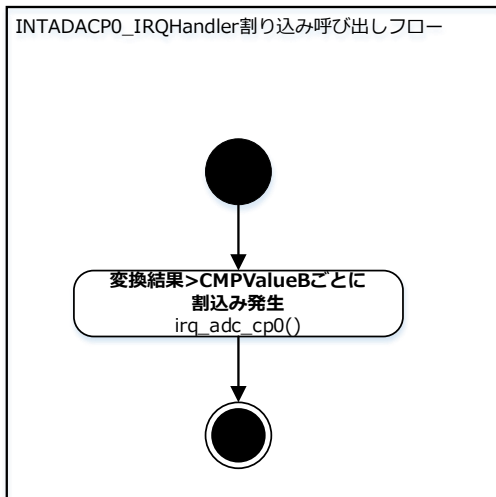 INTADACP0_IRQHandler割り込み呼び出しフロー
変換結果>CMPValueBごとに
割込み発生
irq_adc_cp0()